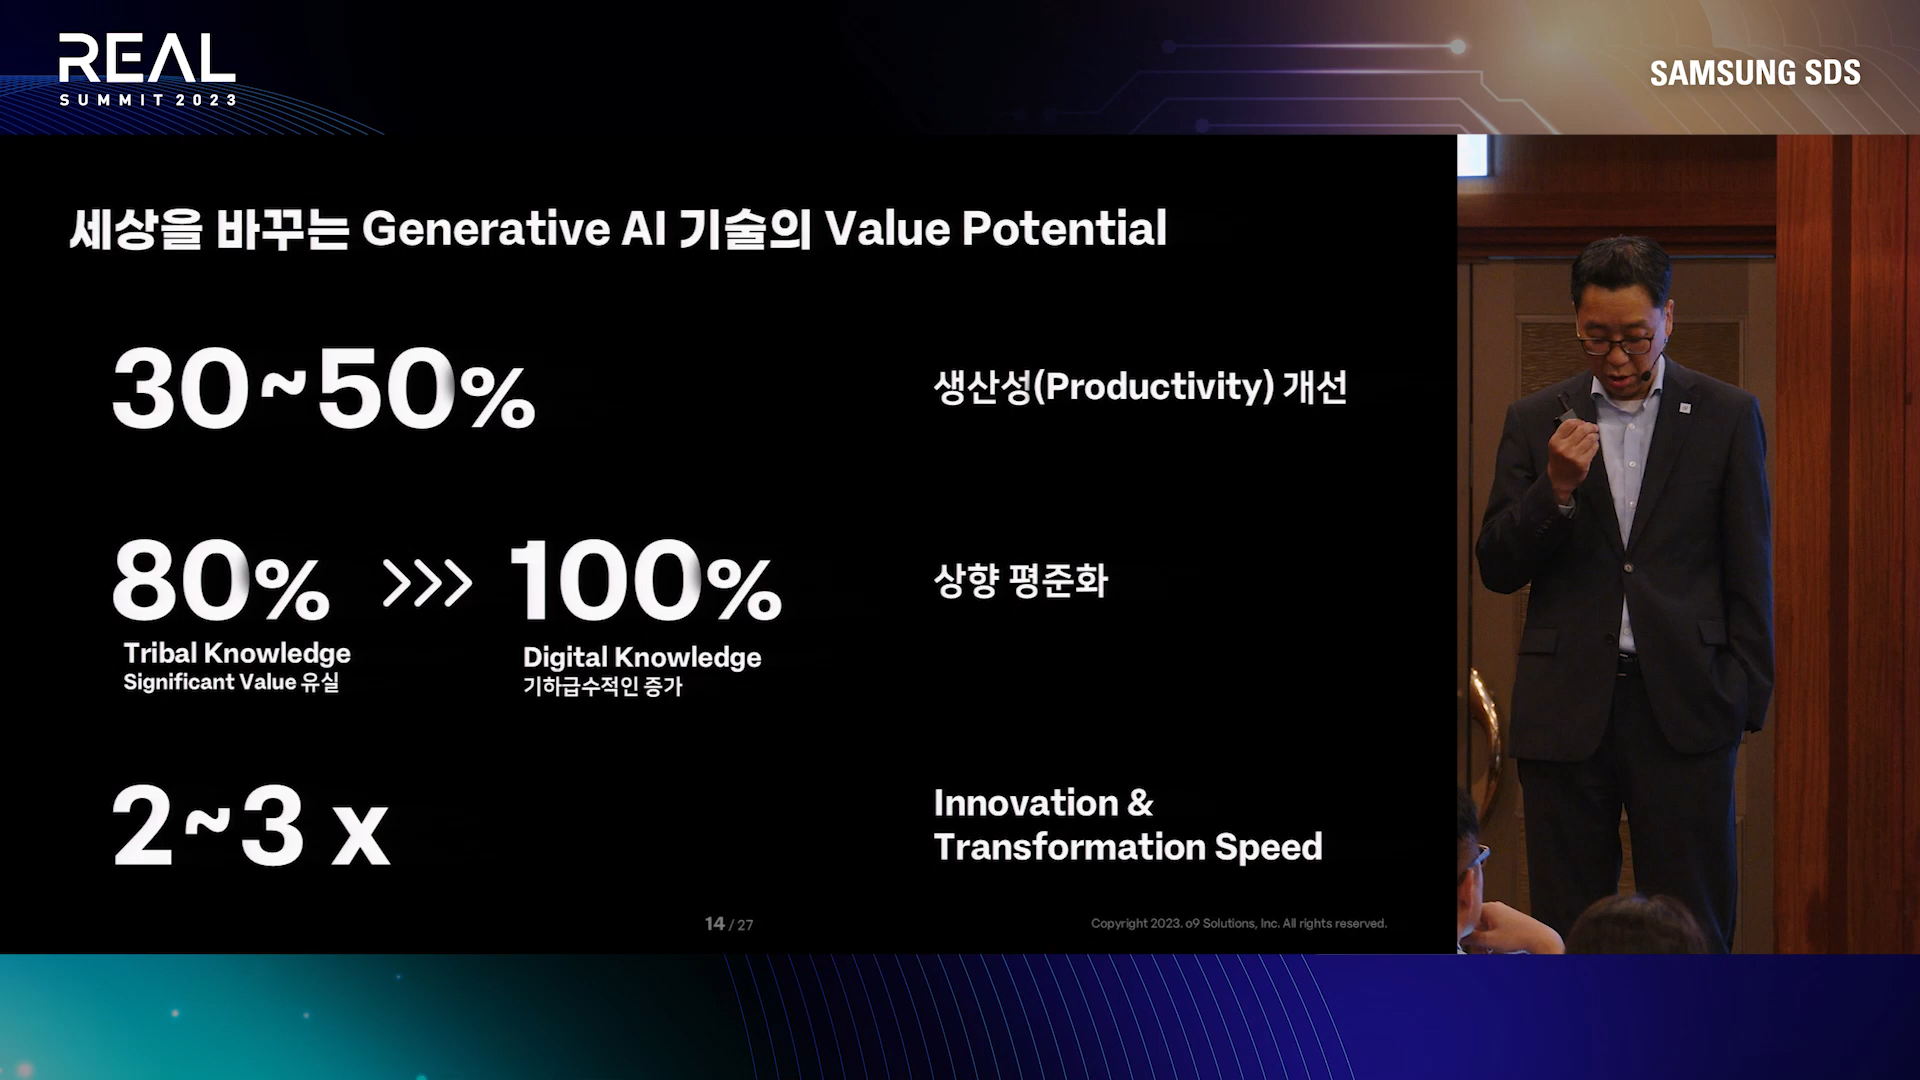 REAL
SUMMIT 2023
SAMSUNG SDS
세상을 바꾸는 Generative AI 기술의 Value Potential
30~50%
생산성(Productivity) 개선
80% >>> 100%
상향 평준화
Tribal Knowledge
Significant Value 유실
Digital Knowledge
기하급수적인 증가
2~3 x
Innovation &
Transformation Speed
14 / 27
Copyright 2023. o9 Solutions, Inc. All rights reserved.